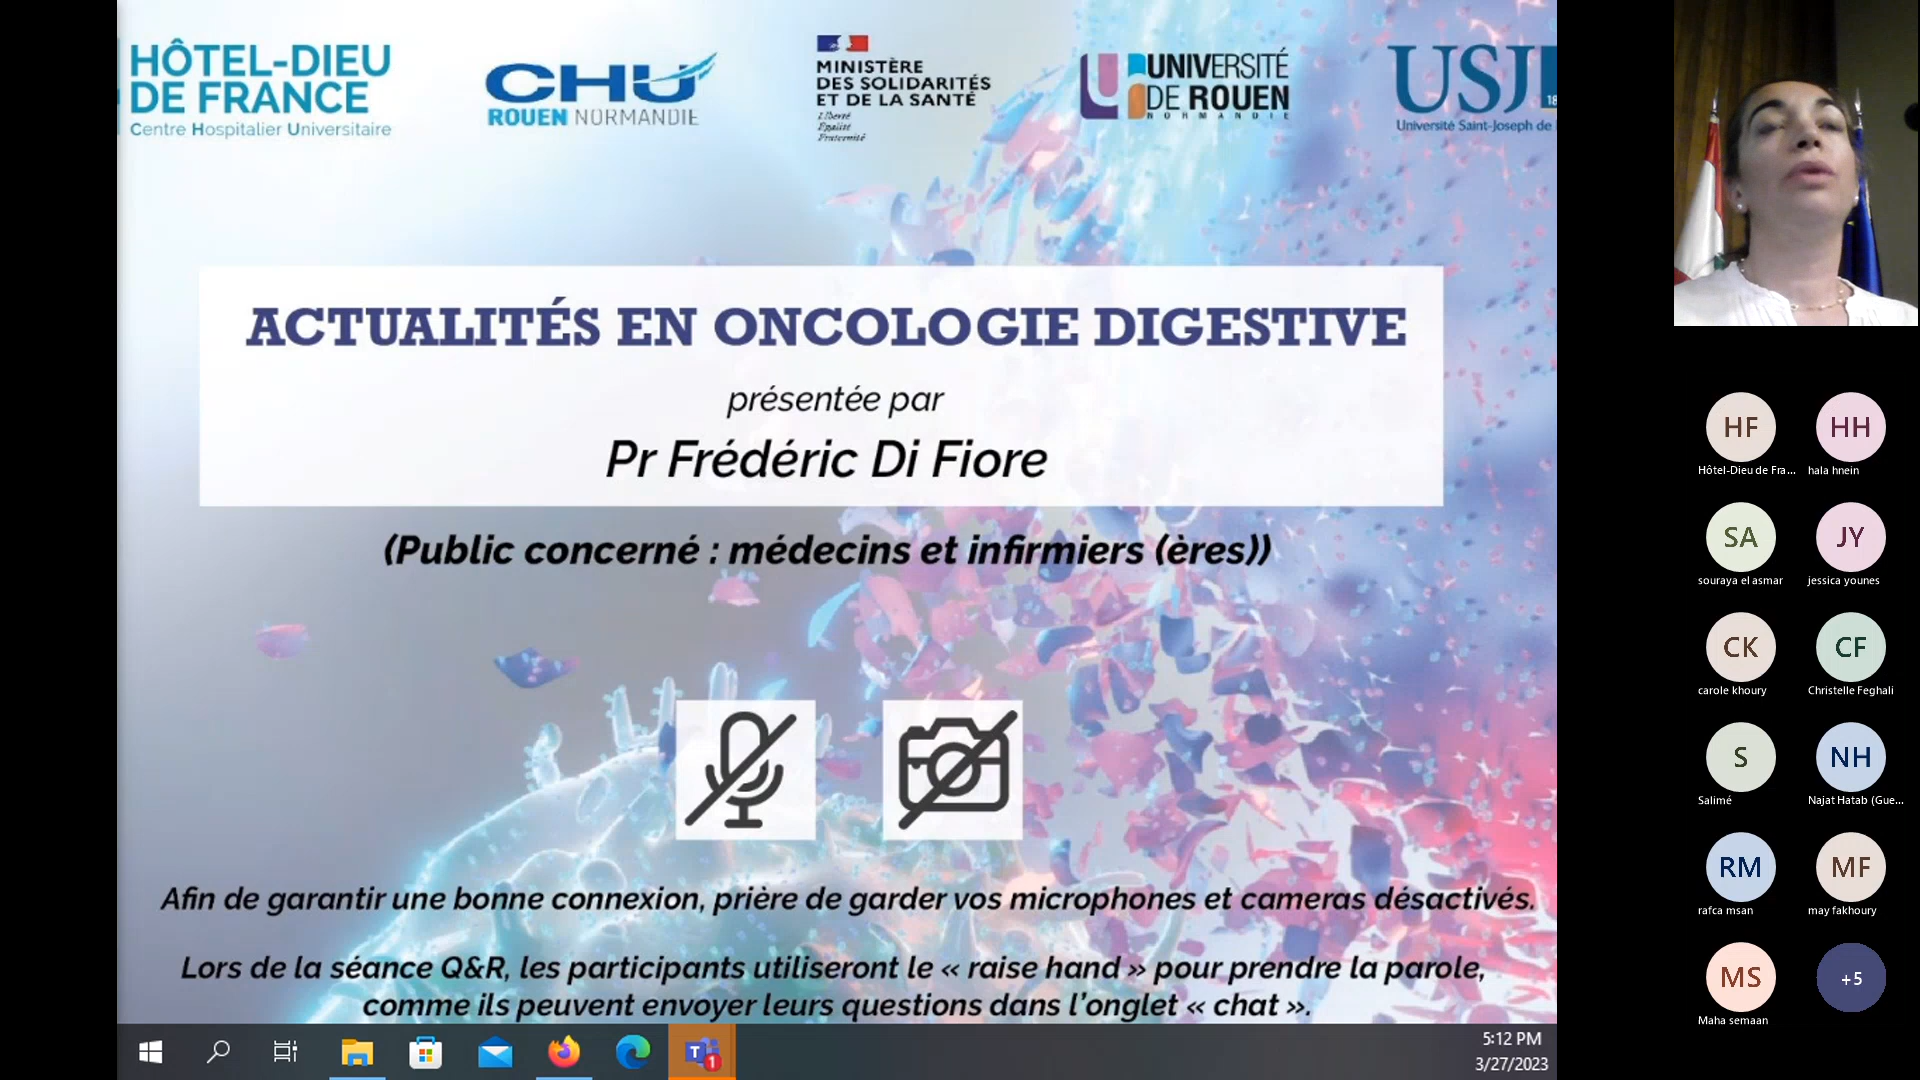 HÔTEL-DIEU
DE FRANCE
Centre Hospitalier Universitaire
CHU
ROUEN NORMANDIE
MINISTÈRE
DES SOLIDARITÉS
ET DE LA SANTÉ
Liberté
Égalité
Fraternité
UNIVERSITÉ
DE ROUEN
NORMANDIE
USJ
18
Université Saint-Joseph de
ACTUALITÉS EN ONCOLOGIE DIGESTIVE
présentée par
Pr Frédéric Di Fiore
(Public concerné : médecins et infirmiers (ères))
Afin de garantir une bonne connexion, prière de garder vos microphones et cameras désactivés.
Lors de la séance Q&R, les participants utiliseront le « raise hand » pour prendre la parole,
comme ils peuvent envoyer leurs questions dans l'onglet « chat ».
T
1
5:12 PM
3/27/2023
HF
HH
Hôtel-Dieu de Fra...
hala hnein
SA
JY
souraya el asmar
jessica younes
CK
CF
carole khoury
Christelle Feghali
S
NH
Salimé
Najat Hatab (Gue...
RM
MF
rafca msan
may fakhoury
MS
+5
Maha semaan